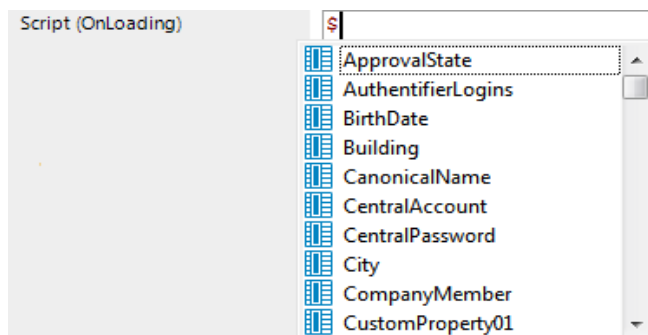 Script (OnLoading)
$
ApprovalState
AuthentifierLogins
BirthDate
Building
CanonicalName
CentralAccount
CentralPassword
City
CompanyMember
CustomProperty01